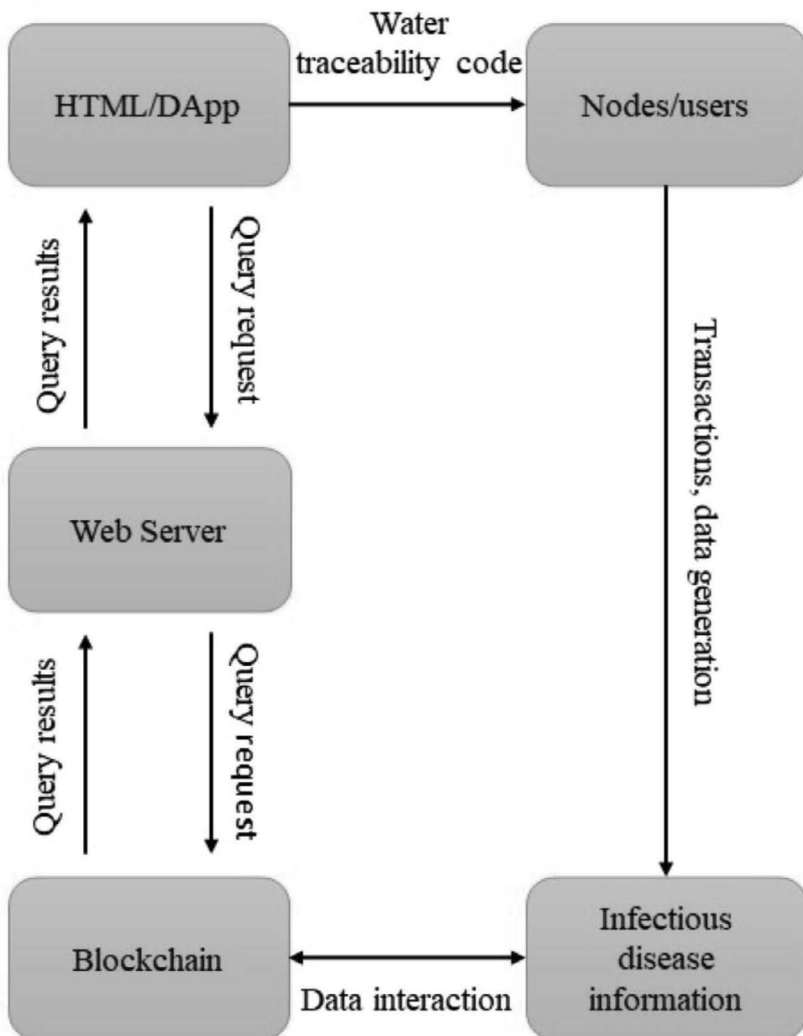 Water
traceability code
HTML/DApp
Nodes/users
Query results
Query request
Transactions, data generation
Web Server
Query results
Query request
Blockchain
Data interaction
Infectious
disease
information